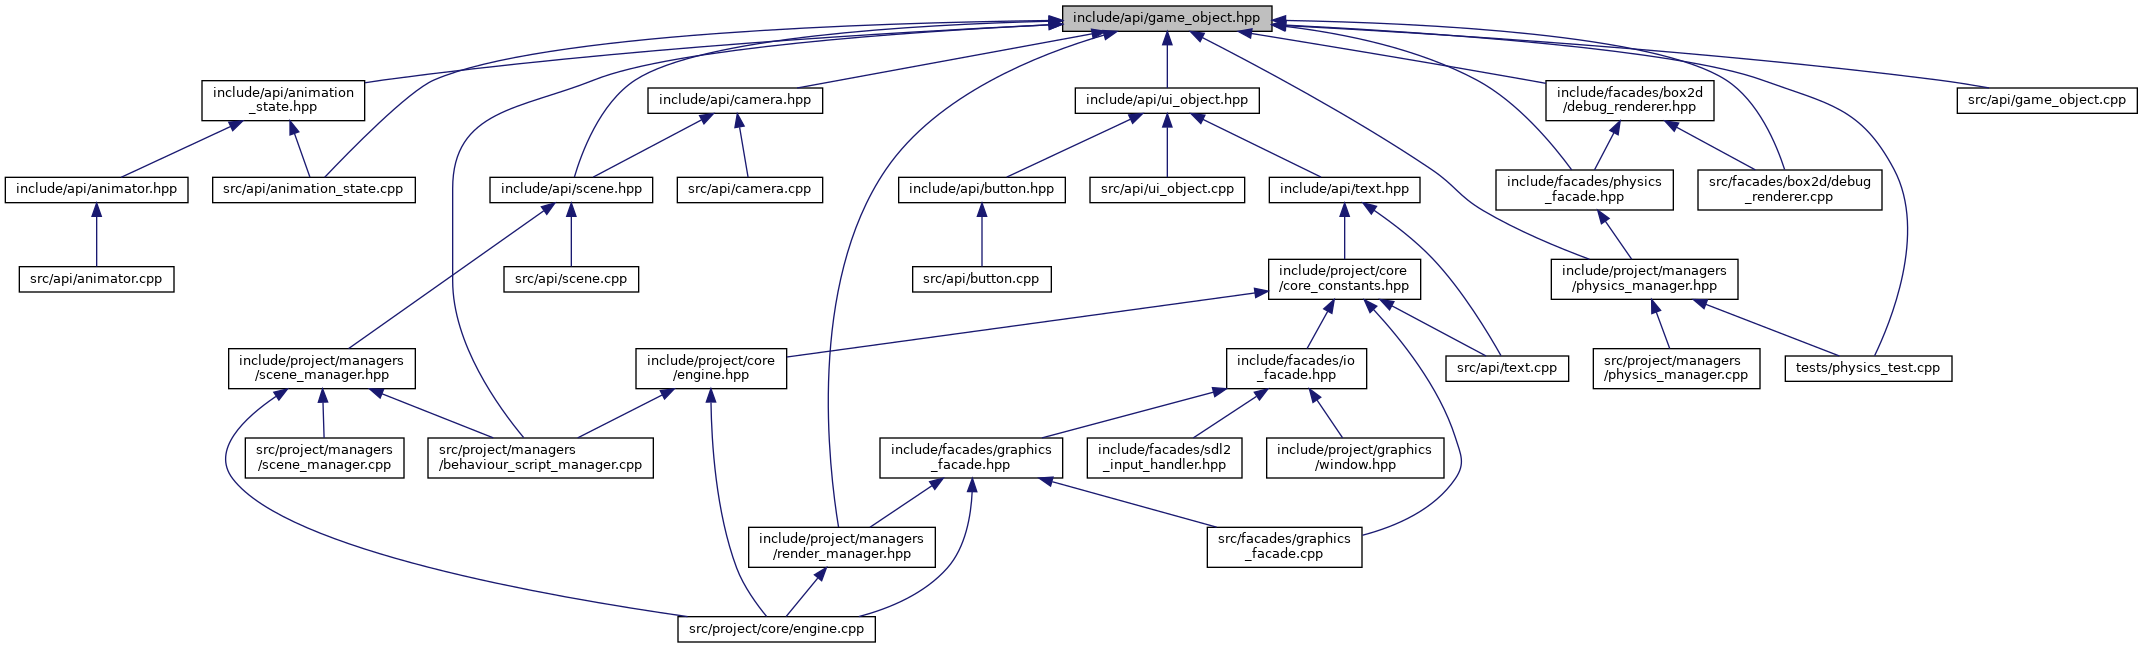 include/api/game_object.hpp
include/api/animation
_state.hpp
include/api/camera.hpp
include/api/ui_object.hpp
include/facades/box2d
/debug_renderer.hpp
src/api/game_object.cpp
include/api/animator.hpp
src/api/animation_state.cpp
include/api/scene.hpp
src/api/camera.cpp
include/api/button.hpp
src/api/ui_object.cpp
include/api/text.hpp
include/facades/physics
_facade.hpp
src/facades/box2d/debug
_renderer.cpp
src/api/animator.cpp
src/api/scene.cpp
src/api/button.cpp
include/project/core
/core_constants.hpp
include/project/managers
/physics_manager.hpp
include/project/managers
/scene_manager.hpp
include/project/core
/engine.hpp
include/facades/io
_facade.hpp
src/api/text.cpp
src/project/managers
/physics_manager.cpp
tests/physics_test.cpp
src/project/managers
/scene_manager.cpp
src/project/managers
/behaviour_script_manager.cpp
include/facades/graphics
_facade.hpp
include/facades/sdl2
_input_handler.hpp
include/project/graphics
/window.hpp
include/project/managers
/render_manager.hpp
src/facades/graphics
_facade.cpp
src/project/core/engine.cpp